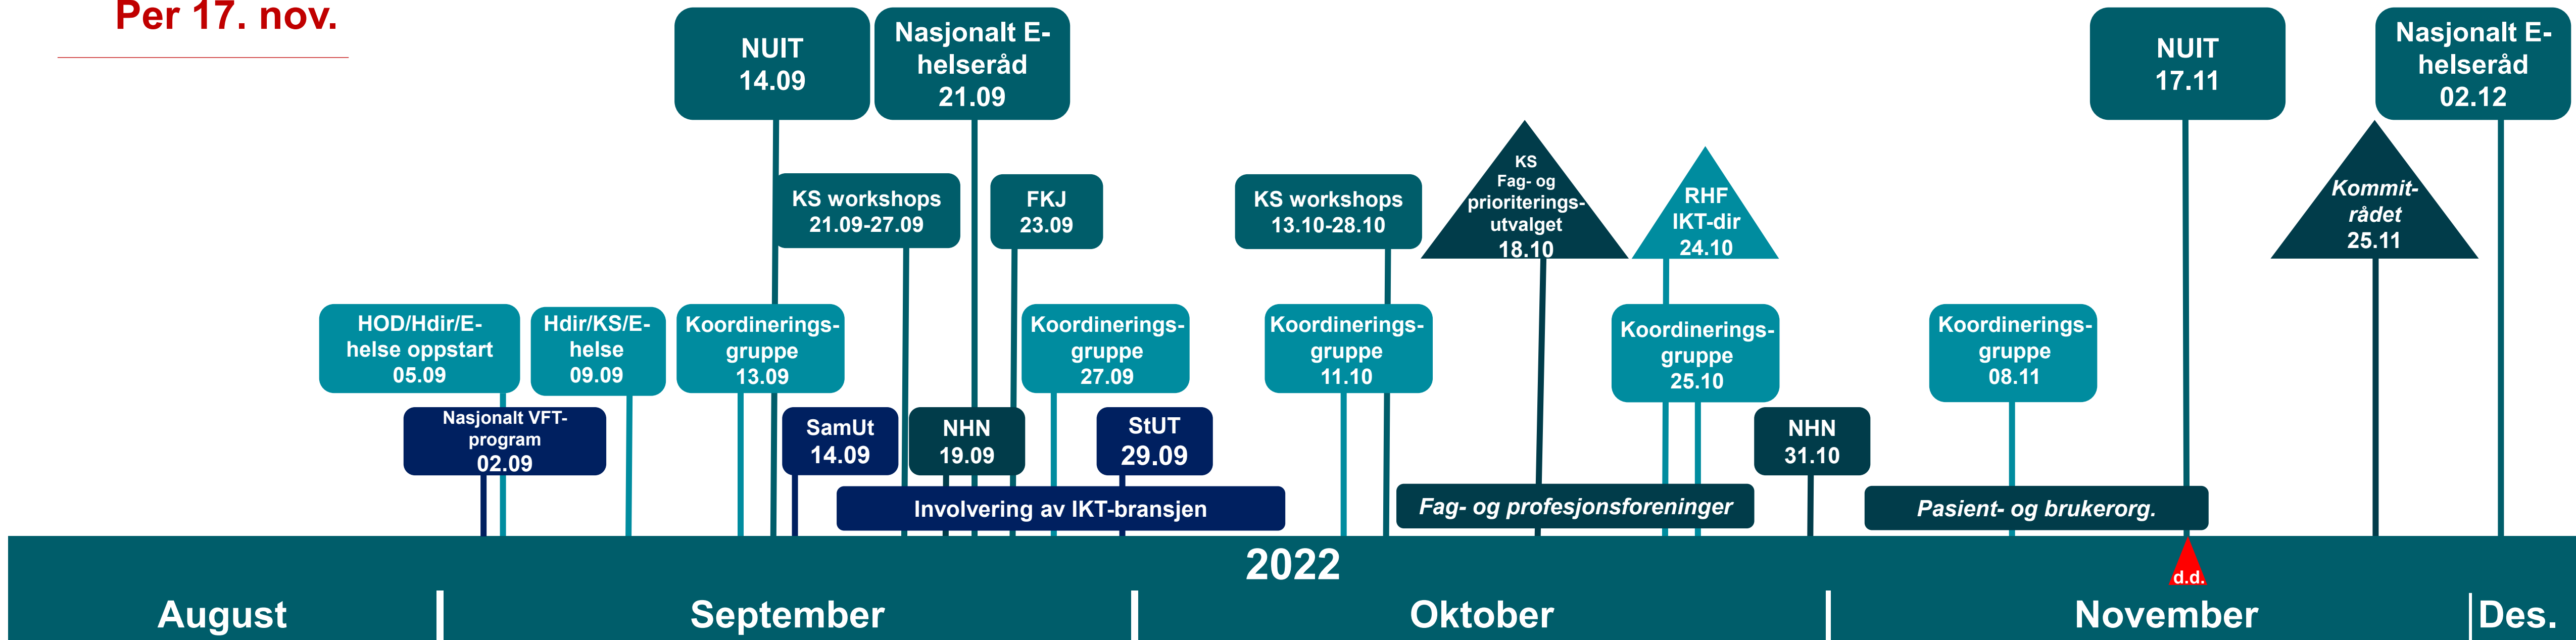 Per 17. nov.
NUIT
14.09
Nasjonalt E-
helseråd
21.09
NUIT
17.11
Nasjonalt E-
helseråd
02.12
KS workshops
21.09-27.09
FKJ
23.09
KS workshops
13.10-28.10
KS
Fag- og
prioriterings-
utvalget
18.10
RHF
IKT-dir
24.10
Kommit-
rådet
25.11
HOD/Hdir/E-
helse oppstart
05.09
Hdir/KS/E-
helse
09.09
Koordinerings-
gruppe
13.09
Koordinerings-
gruppe
27.09
Koordinerings-
gruppe
11.10
Koordinerings-
gruppe
25.10
Koordinerings-
gruppe
08.11
Nasjonalt VFT-
program
02.09
SamUt
14.09
NHN
19.09
StUT
29.09
NHN
31.10
Involvering av IKT-bransjen
Fag- og profesjonsforeninger
Pasient- og brukerorg.
2022
d.d.
August
September
Oktober
November
Des.